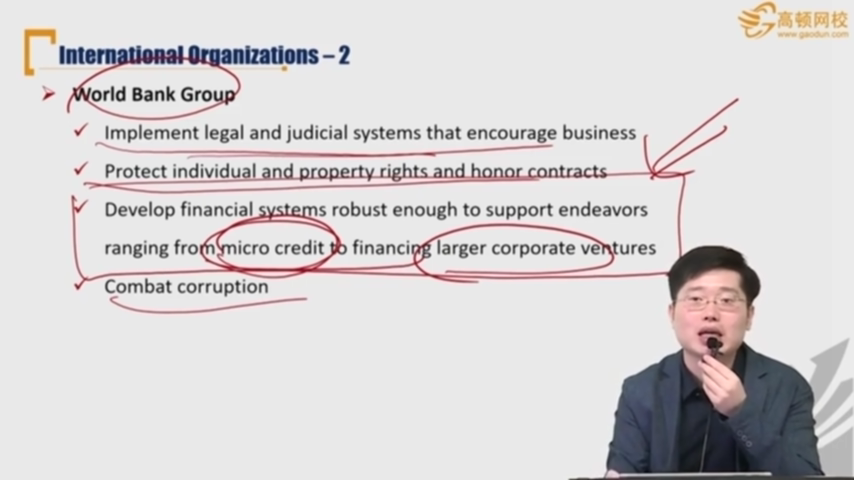 高顿网校
www.gaodun.com
International Organizations – 2
World Bank Group
Implement legal and judicial systems that encourage business
Protect individual and property rights and honor contracts
Develop financial systems robust enough to support endeavors
ranging from micro credit to financing larger corporate ventures
Combat corruption